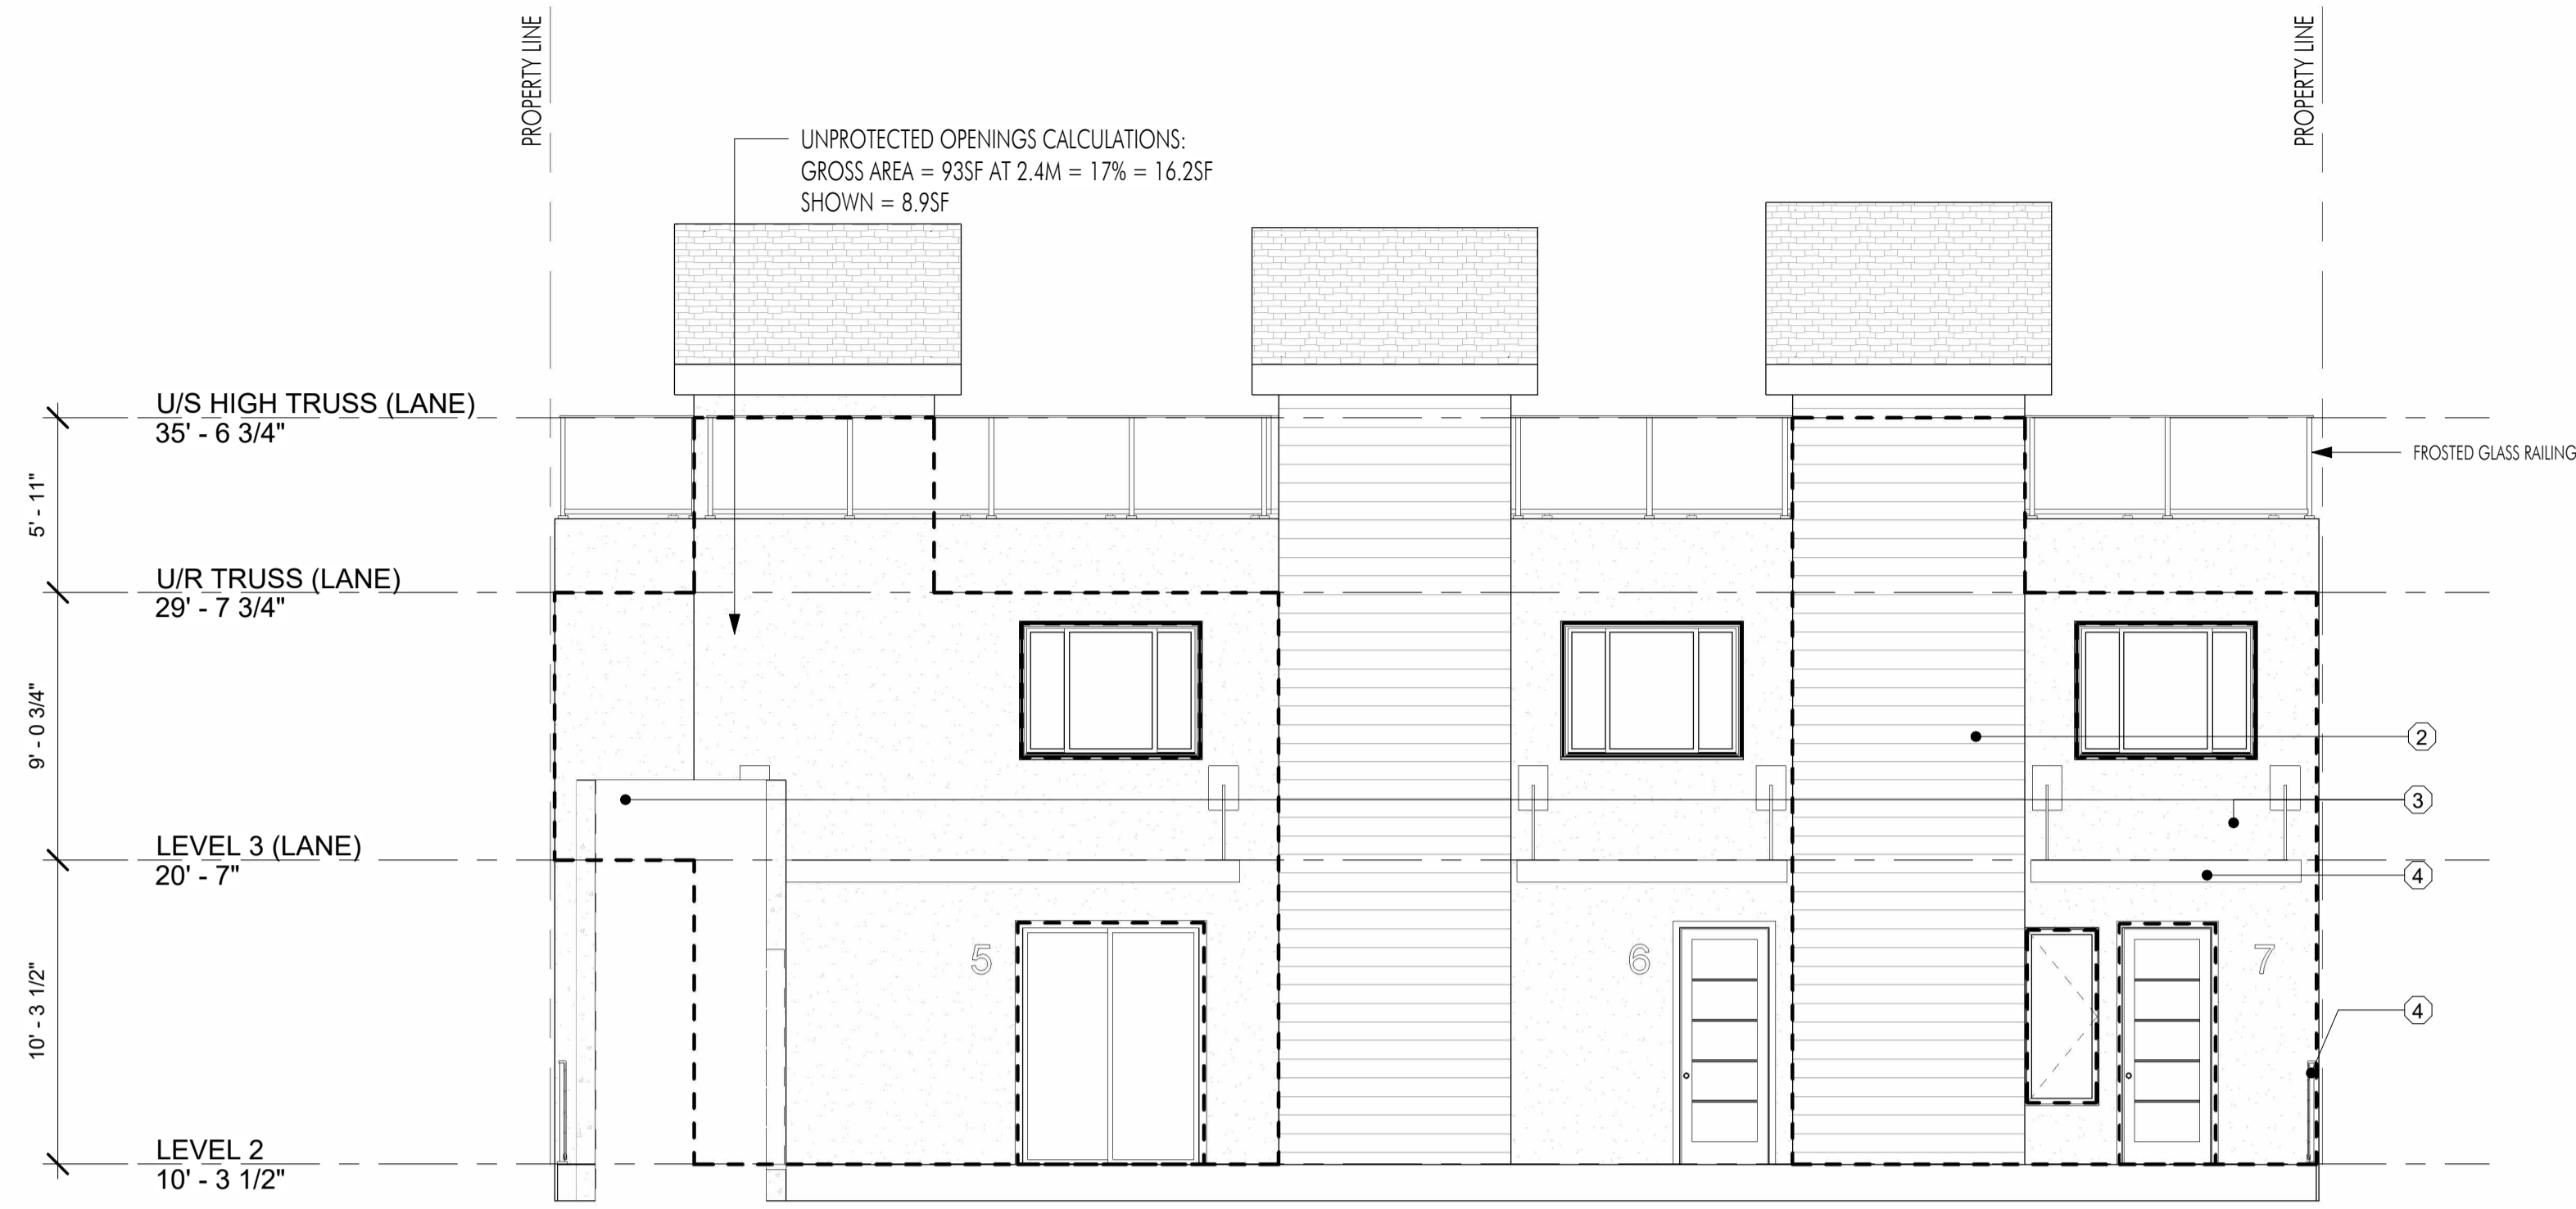 PROPERTY LINE
PROPERTY LINE
UNPROTECTED OPENINGS CALCULATIONS:
GROSS AREA = 93SF AT 2.4M = 17% = 16.2SF
SHOWN = 8.9SF
U/S HIGH TRUSS (LANE)
35' - 6 3/4"
FROSTED GLASS RAILING
5' - 11"
U/R TRUSS (LANE)
29' - 7 3/4"
9' - 0 3/4"
2
3
LEVEL 3 (LANE)
20' - 7"
4
5
6
7
10' - 3 1/2"
4
LEVEL 2
10' - 3 1/2"